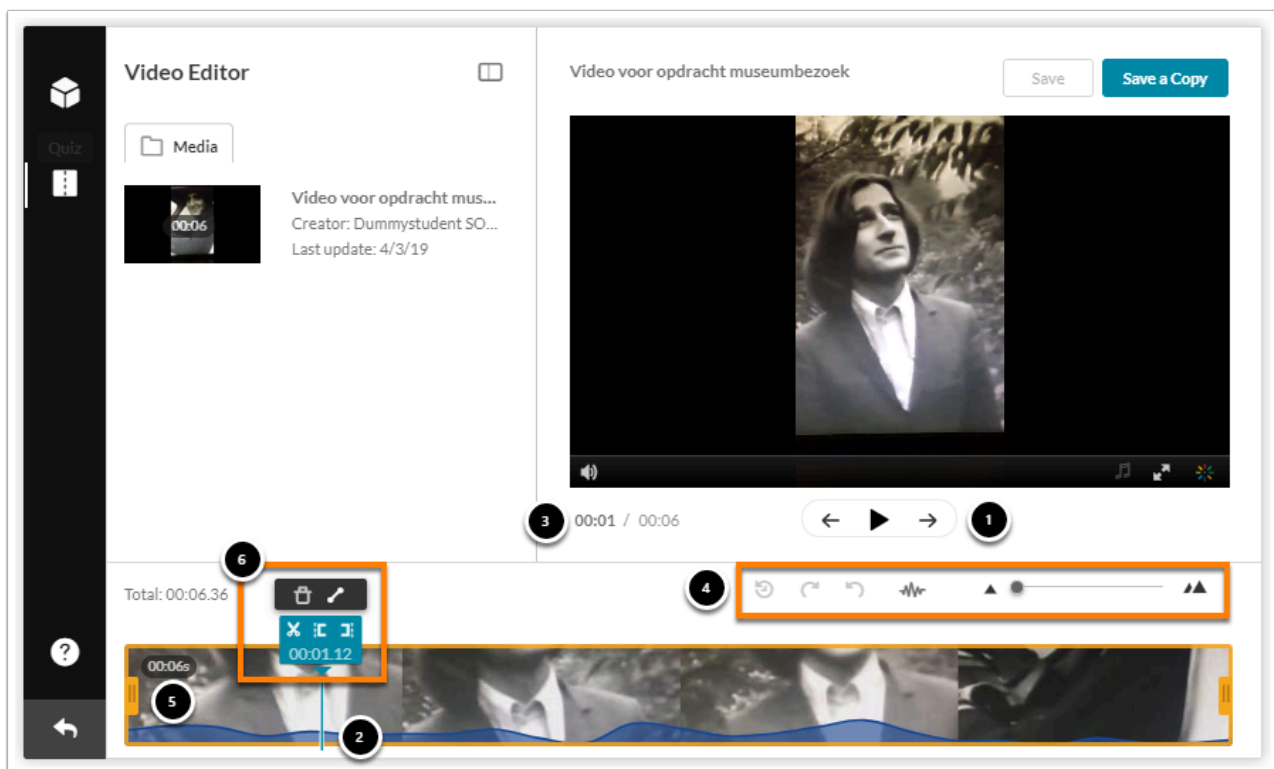 Video Editor
Video voor opdracht museumbezoek
Save
Save a Copy
Quiz
Media
00:06
Video voor opdracht mus...
Creator: Dummystudent SO...
Last update: 4/3/19
3
00:01 / 00:06
1
6
Total: 00:06.36
4
00:01.12
?
00:06s
5
2